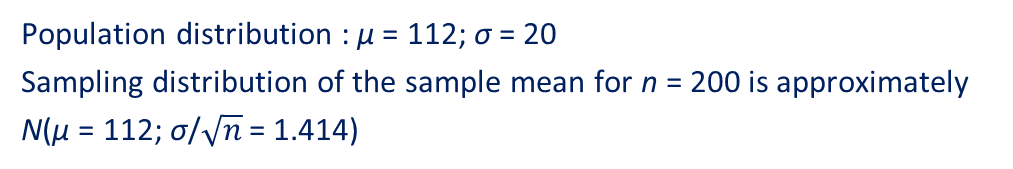 Population distribution : μ = 112; σ = 20
Sampling distribution of the sample mean for n = 200 is approximately
N(μ = 112; σ/√n = 1.414)